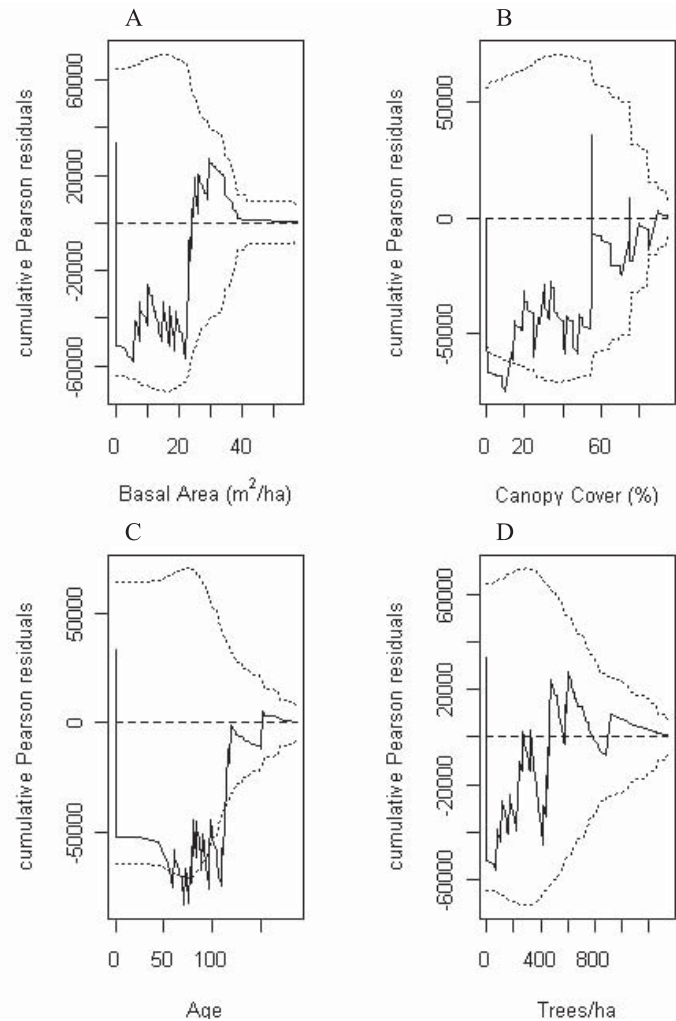 A
B
cumulative Pearson residuals
60000
20000
-20000
-60000
0
20
40
Basal Area (m²/ha)
cumulative Pearson residuals
50000
0
-50000
0
20
60
Canopy Cover (%)
C
D
cumulative Pearson residuals
50000
0
-50000
0
50
100
Age
cumulative Pearson residuals
60000
20000
-20000
-60000
0
400
800
Trees/ha